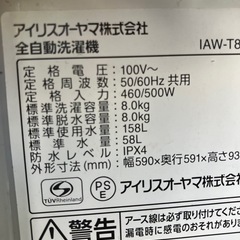 アイリスオーヤマ株式会社
全自動洗濯機 IAW-T8
定格電圧：100V～
定格周波数：50/60Hz 共用
定格入力：460/500W
標準洗濯容量：8.0kg
標準脱水容量：8.0kg
標準使用水量：158L
標準水量：58L
防水レベル：IPX4
外形寸法(mm)：幅590×奥行591×高さ93
TÜVRheinland
PS
E
アイリスオーヤマ株式会社
警告
アース線は必ず取り付けて